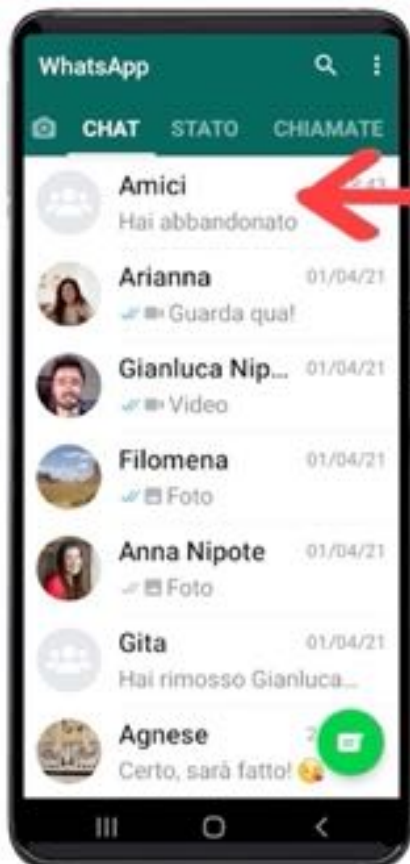 WhatsApp
CHAT STATO CHIAMATE
Amici
Hai abbandonato
Arianna 01/04/21
Guarda qua!
Gianluca Nip... 01/04/21
Video
Filomena 01/04/21
Foto
Anna Nipote 01/04/21
Foto
Gita 01/04/21
Hai rimosso Gianluca...
Agnese
Certo, sarà fatto! 😘